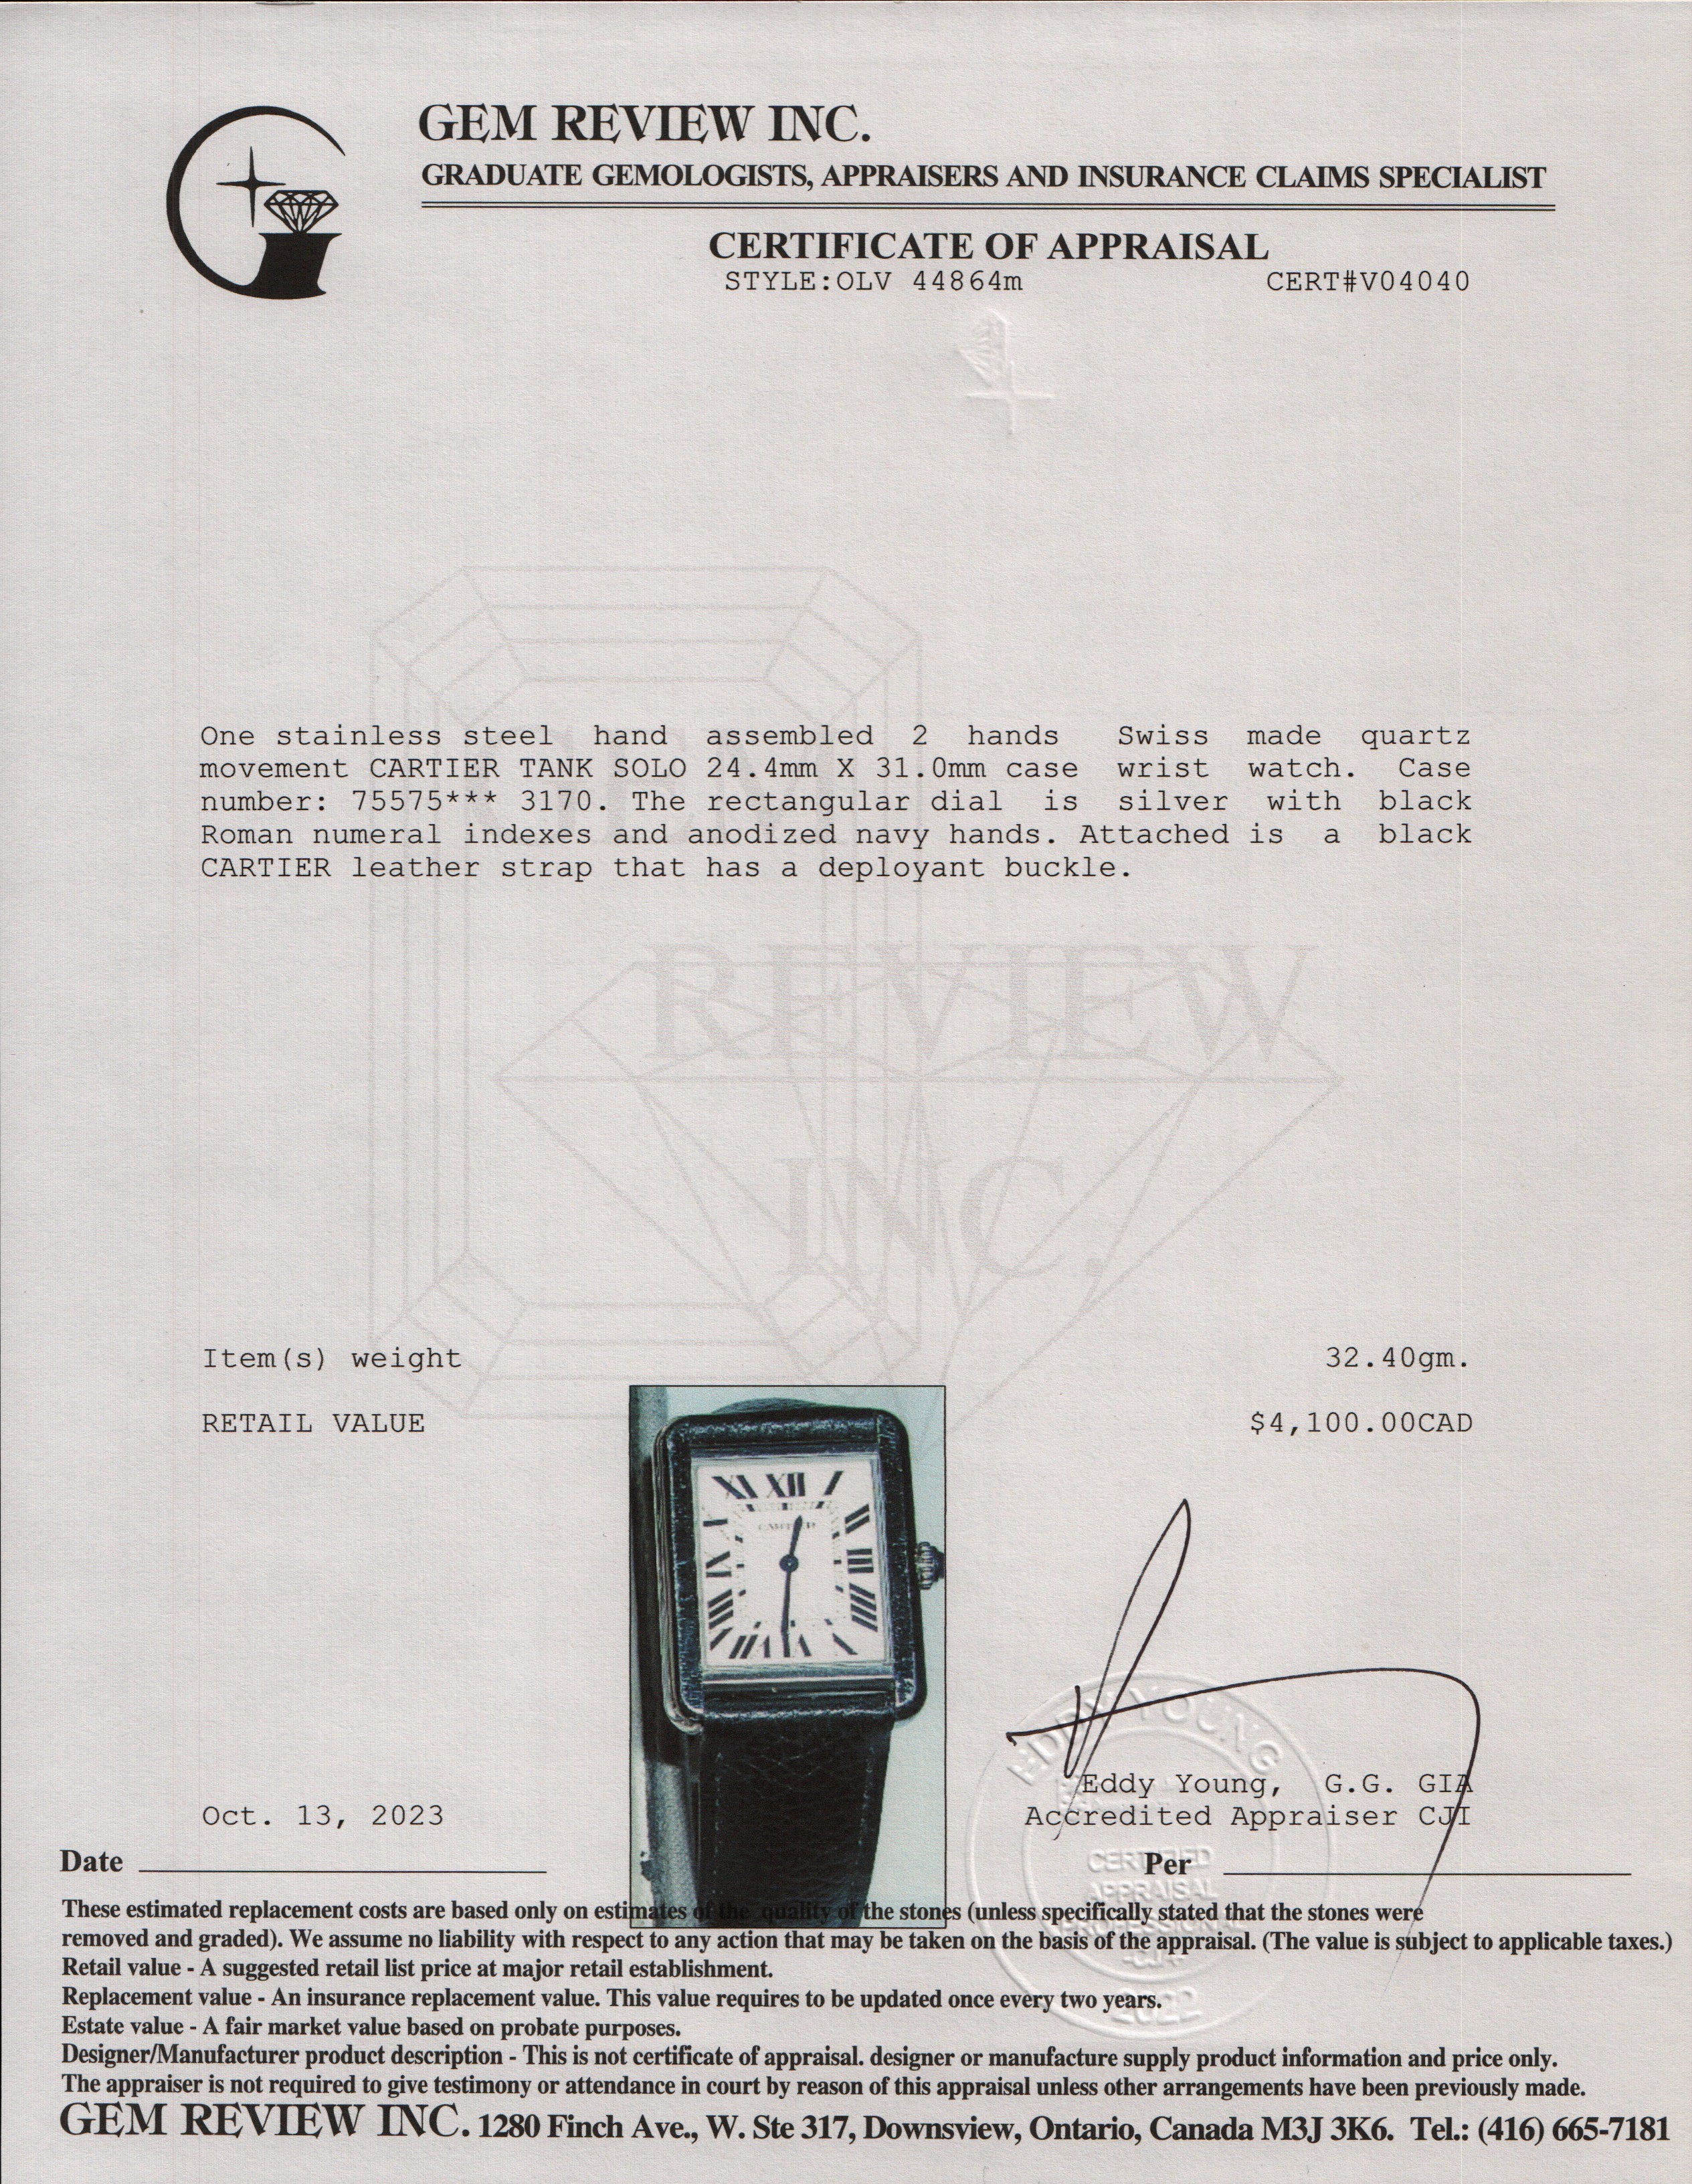 GEM REVIEW INC.
GRADUATE GEMOLOGISTS, APPRAISERS AND INSURANCE CLAIMS SPECIALIST
CERTIFICATE OF APPRAISAL
STYLE:OLV 44864m CERT#V04040
One stainless steel hand assembled 2 hands Swiss made quartz
movement CARTIER TANK SOLO 24.4mm X 31.0mm case wrist watch. Case
number: 75575*** 3170. The rectangular dial is silver with black
Roman numeral indexes and anodized navy hands. Attached is a black
CARTIER leather strap that has a deployant buckle.
REVIEW
INC.
Item(s) weight 32.40gm.
RETAIL VALUE $4,100.00CAD
XI XII I
CARTIER
EDDY YOUNG
Eddy Young, G.G. GIA
Oct. 13, 2023 Accredited Appraiser CJI
Date Per
CERTIFIED
APPRAISAL
PROFESSIONAL
2022
These estimated replacement costs are based only on estimates of the quality of the stones (unless specifically stated that the stones were
removed and graded). We assume no liability with respect to any action that may be taken on the basis of the appraisal. (The value is subject to applicable taxes.)
Retail value - A suggested retail list price at major retail establishment.
Replacement value - An insurance replacement value. This value requires to be updated once every two years.
Estate value - A fair market value based on probate purposes.
Designer/Manufacturer product description - This is not certificate of appraisal. designer or manufacture supply product information and price only.
The appraiser is not required to give testimony or attendance in court by reason of this appraisal unless other arrangements have been previously made.
GEM REVIEW INC. 1280 Finch Ave., W. Ste 317, Downsview, Ontario, Canada M3J 3K6. Tel.: (416) 665-7181